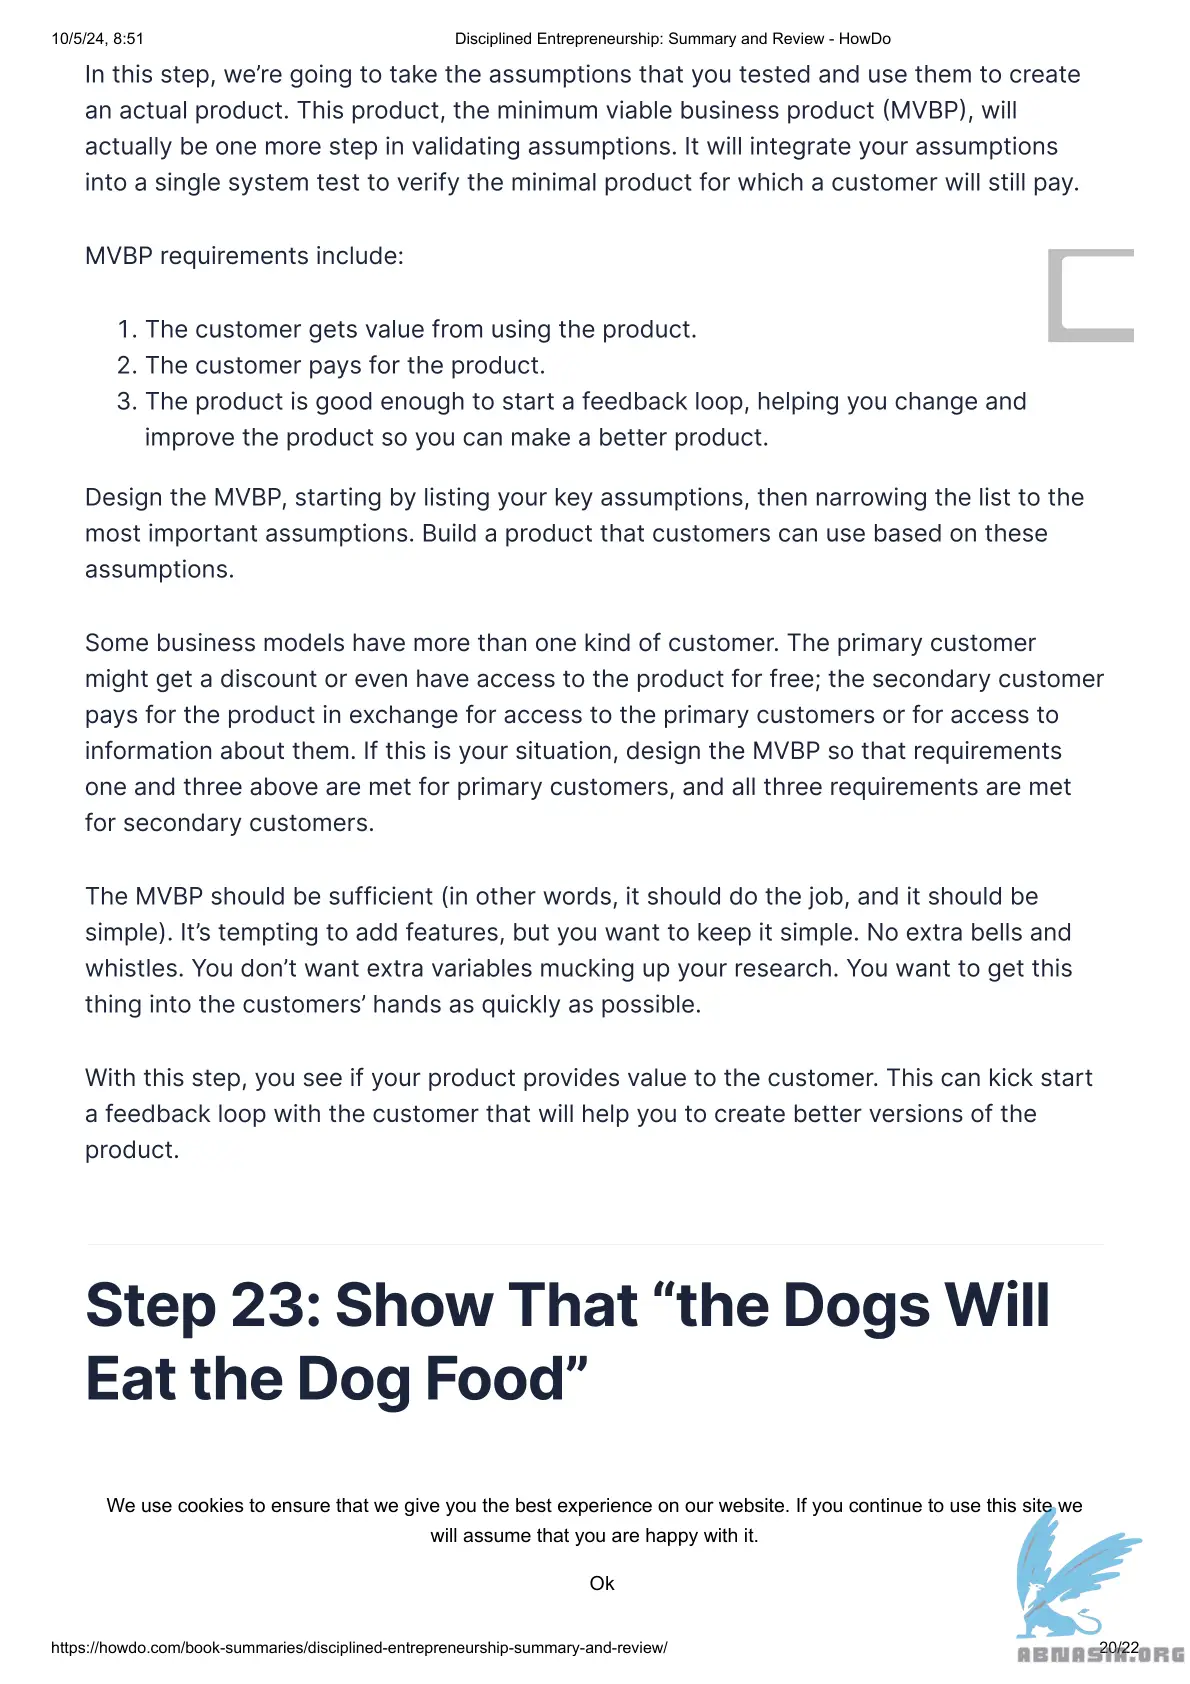 10/5/24, 8:51 Disciplined Entrepreneurship: Summary and Review - HowDo
In this step, we’re going to take the assumptions that you tested and use them to create
an actual product. This product, the minimum viable business product (MVBP), will
actually be one more step in validating assumptions. It will integrate your assumptions
into a single system test to verify the minimal product for which a customer will still pay.
MVBP requirements include:
1. The customer gets value from using the product.
2. The customer pays for the product.
3. The product is good enough to start a feedback loop, helping you change and
improve the product so you can make a better product.
Design the MVBP, starting by listing your key assumptions, then narrowing the list to the
most important assumptions. Build a product that customers can use based on these
assumptions.
Some business models have more than one kind of customer. The primary customer
might get a discount or even have access to the product for free; the secondary customer
pays for the product in exchange for access to the primary customers or for access to
information about them. If this is your situation, design the MVBP so that requirements
one and three above are met for primary customers, and all three requirements are met
for secondary customers.
The MVBP should be sufficient (in other words, it should do the job, and it should be
simple). It’s tempting to add features, but you want to keep it simple. No extra bells and
whistles. You don’t want extra variables mucking up your research. You want to get this
thing into the customers’ hands as quickly as possible.
With this step, you see if your product provides value to the customer. This can kick start
a feedback loop with the customer that will help you to create better versions of the
product.
Step 23: Show That “the Dogs Will
Eat the Dog Food”
We use cookies to ensure that we give you the best experience on our website. If you continue to use this site we
will assume that you are happy with it.
Ok
https://howdo.com/book-summaries/disciplined-entrepreneurship-summary-and-review/ 20/22
ABNASIA.ORG